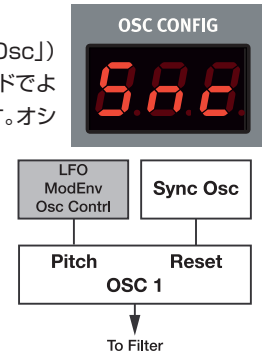 OSC CONFIG
Osc」)
ドでよ
。オシ
Snc
LFO
ModEnv
Osc Contrl
Sync Osc
Pitch
Reset
OSC 1
To Filter